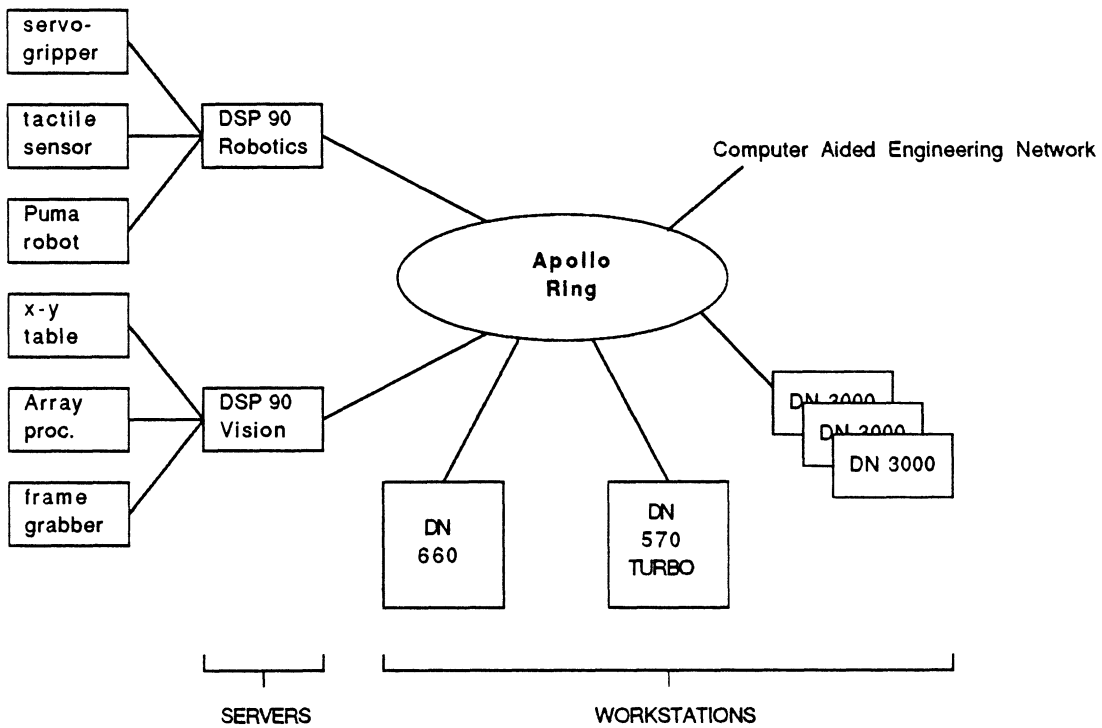 servo-
gripper
tactile
sensor
Puma
robot
x-y
table
Array
proc.
frame
grabber
DSP 90
Robotics
DSP 90
Vision
Computer Aided Engineering Network
Apollo
Ring
DN 3000
DN 3000
DN 3000
DN
660
DN
570
TURBO
SERVERS
WORKSTATIONS